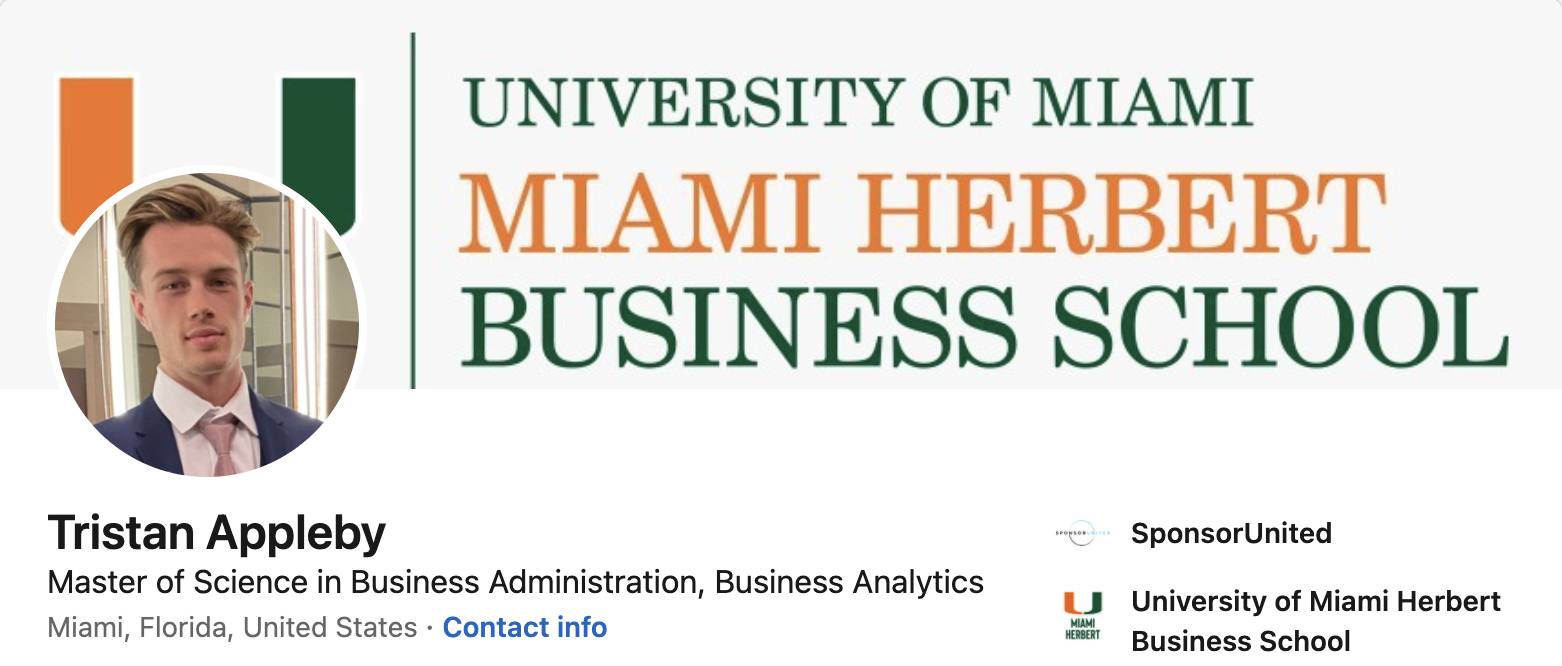 UNIVERSITY OF MIAMI
MIAMI HERBERT
BUSINESS SCHOOL
Tristan Appleby
Master of Science in Business Administration, Business Analytics
Miami, Florida, United States · Contact info
SPONSORUNITED
SponsorUnited
MIAMI
HERBERT
University of Miami Herbert
Business School